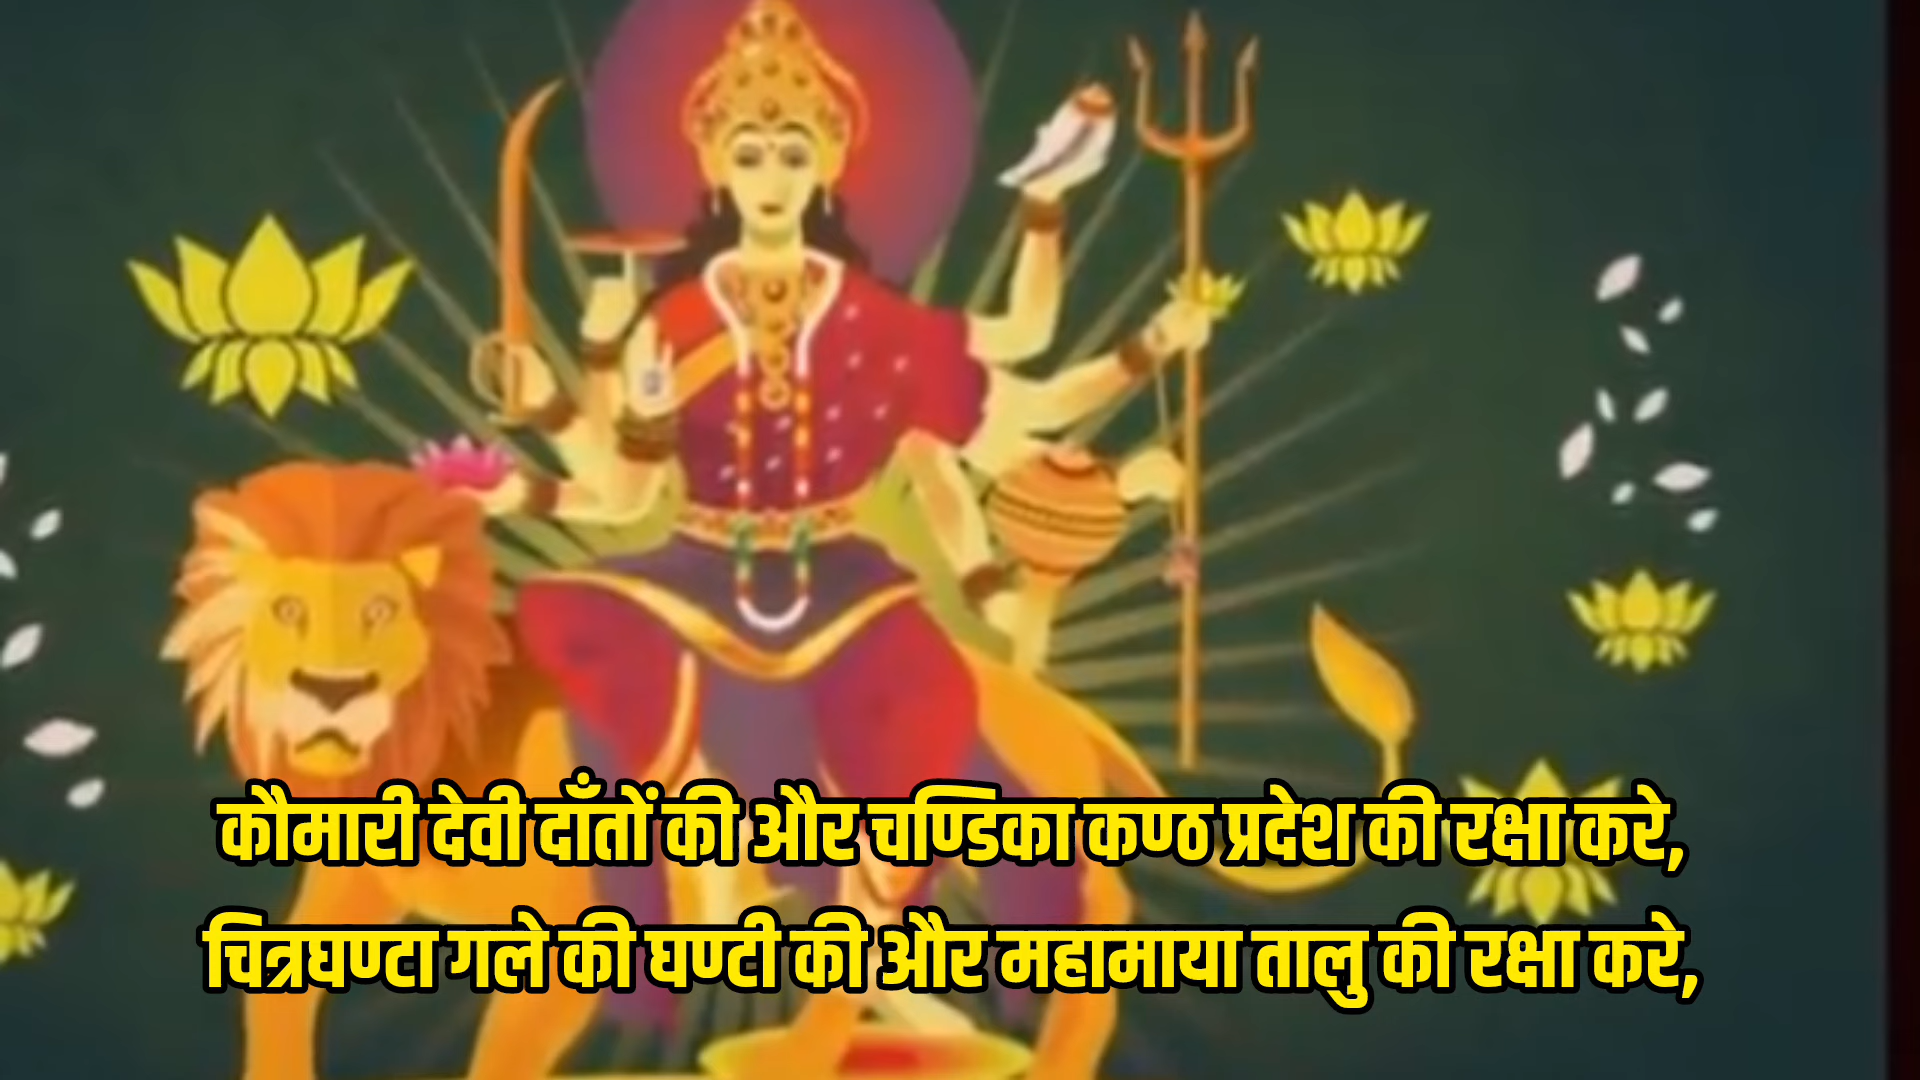 कौमारी देवी दाँतों की और चण्डिका कण्ठ प्रदेश की रक्षा करे,
चित्रघण्टा गले की घण्टी की और महामाया तालु की रक्षा करे,